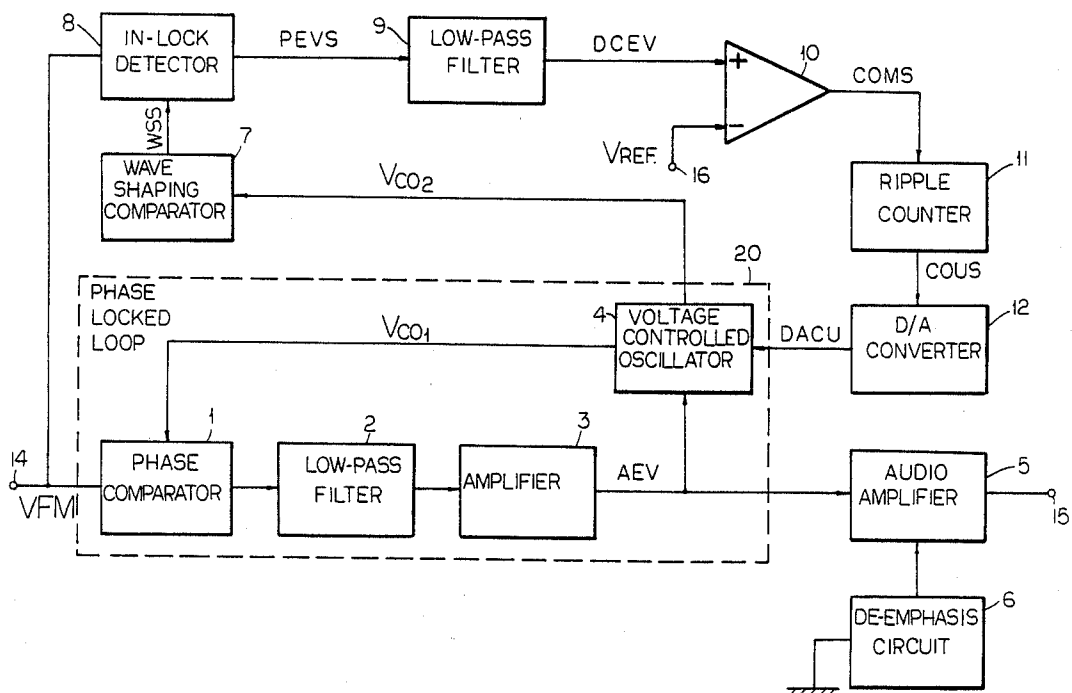 8
IN-LOCK
DETECTOR
PEVS
9
LOW-PASS
FILTER
DCEV
+
−
10
COMS
VREF.
16
WSS
7
WAVE
SHAPING
COMPARATOR
VCO2
11
RIPPLE
COUNTER
COUS
12
D/A
CONVERTER
DACU
20
PHASE
LOCKED
LOOP
4
VOLTAGE
CONTROLLED
OSCILLATOR
VCO1
14
VFM
1
PHASE
COMPARATOR
2
LOW-PASS
FILTER
3
AMPLIFIER
AEV
5
AUDIO
AMPLIFIER
15
6
DE-EMPHASIS
CIRCUIT